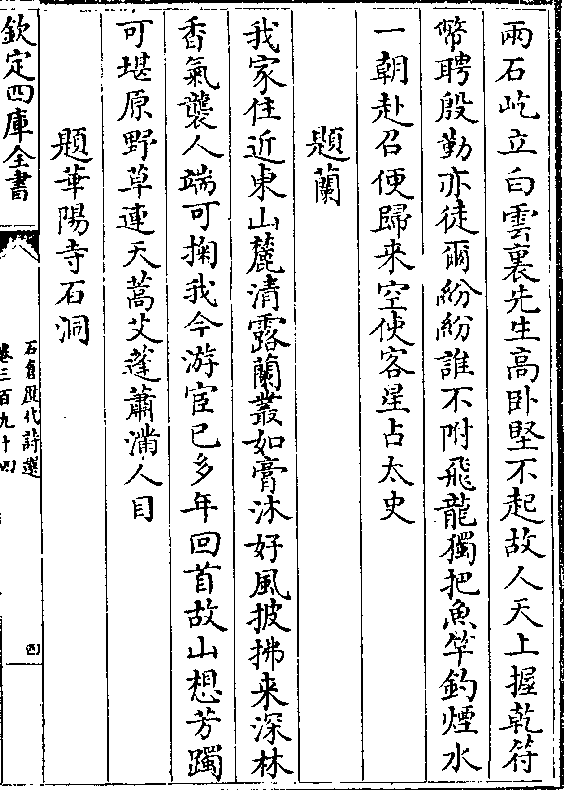 兩石屹立白雲裏先生高卧堅不起故人天上握乾符
幣聘殷勤亦徒爾紛紛誰不附飛龍獨把魚竿釣煙水
一朝赴召便歸来空使客星占太史
題蘭
我家住近東山麓清露蘭叢如膏沐好風披拂来深林
香氣襲人端可掬我今游宦已多年回首故山想芳躅
可堪原野草連天蒿艾蓬蕭滿人目
題華陽寺石洞
欽定四庫全書
石倉歷代詩選
卷三百九十四
四